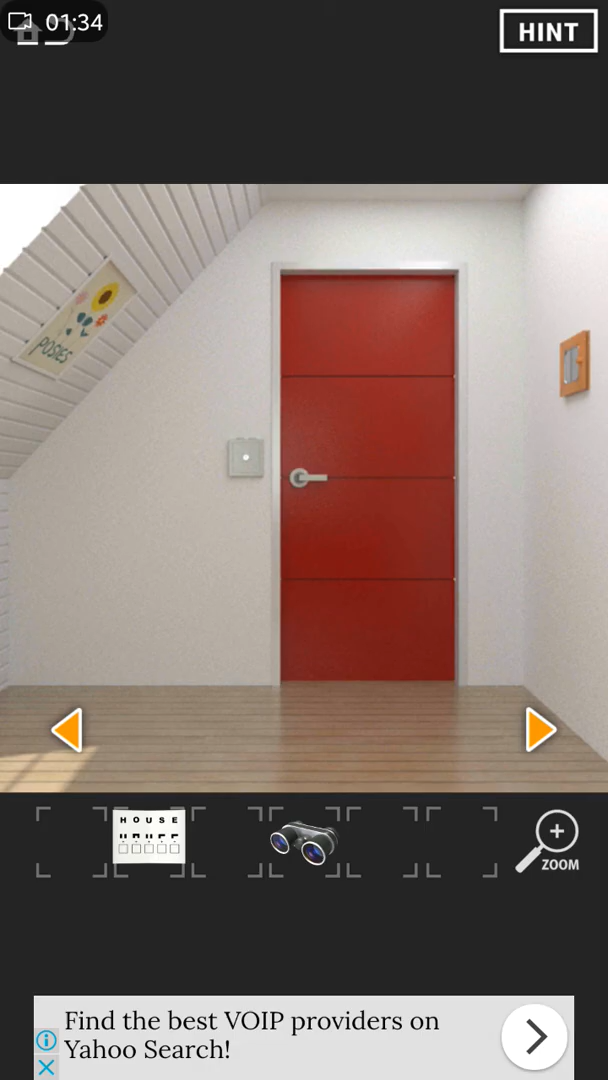 01:34
HINT
POSIES
HOUSE
ZOOM
Find the best VOIP providers on
Yahoo Search!